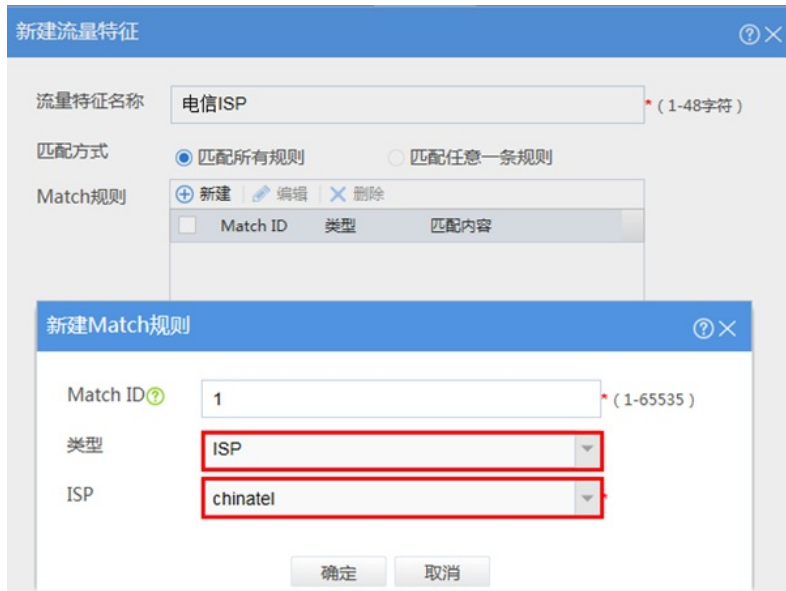 新建流量特征
流量特征名称 电信ISP * (1-48字符)
匹配方式 匹配所有规则 匹配任意一条规则
Match规则 新建 编辑 删除
Match ID 类型 匹配内容
新建Match规则
Match ID 1 * (1-65535)
类型 ISP
ISP chinatel *
确定 取消